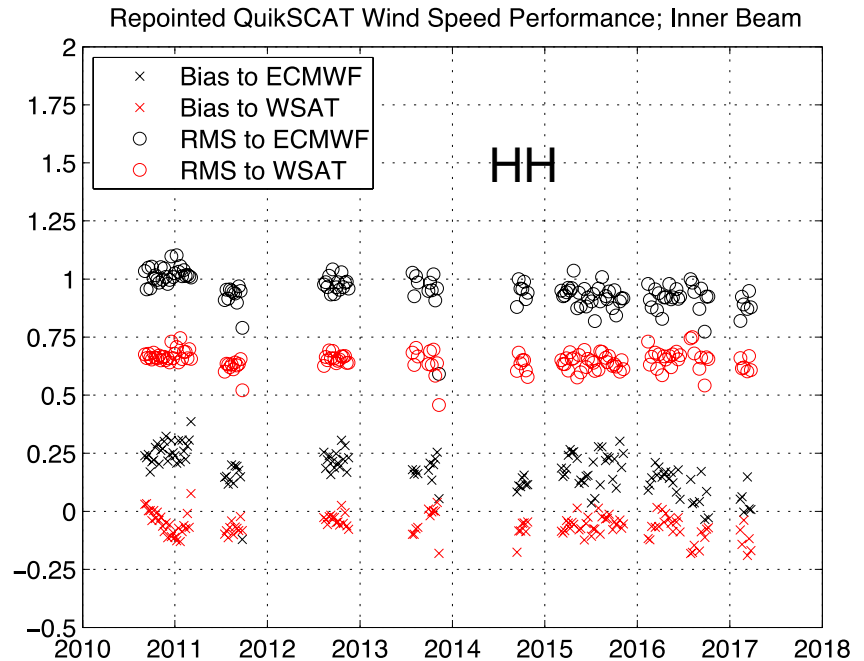 Repointed QuikSCAT Wind Speed Performance; Inner Beam
2
1.75
1.5
1.25
1
0.75
0.5
0.25
0
−0.25
−0.5
Bias to ECMWF
Bias to WSAT
RMS to ECMWF
RMS to WSAT
HH
2010 2011 2012 2013 2014 2015 2016 2017 2018